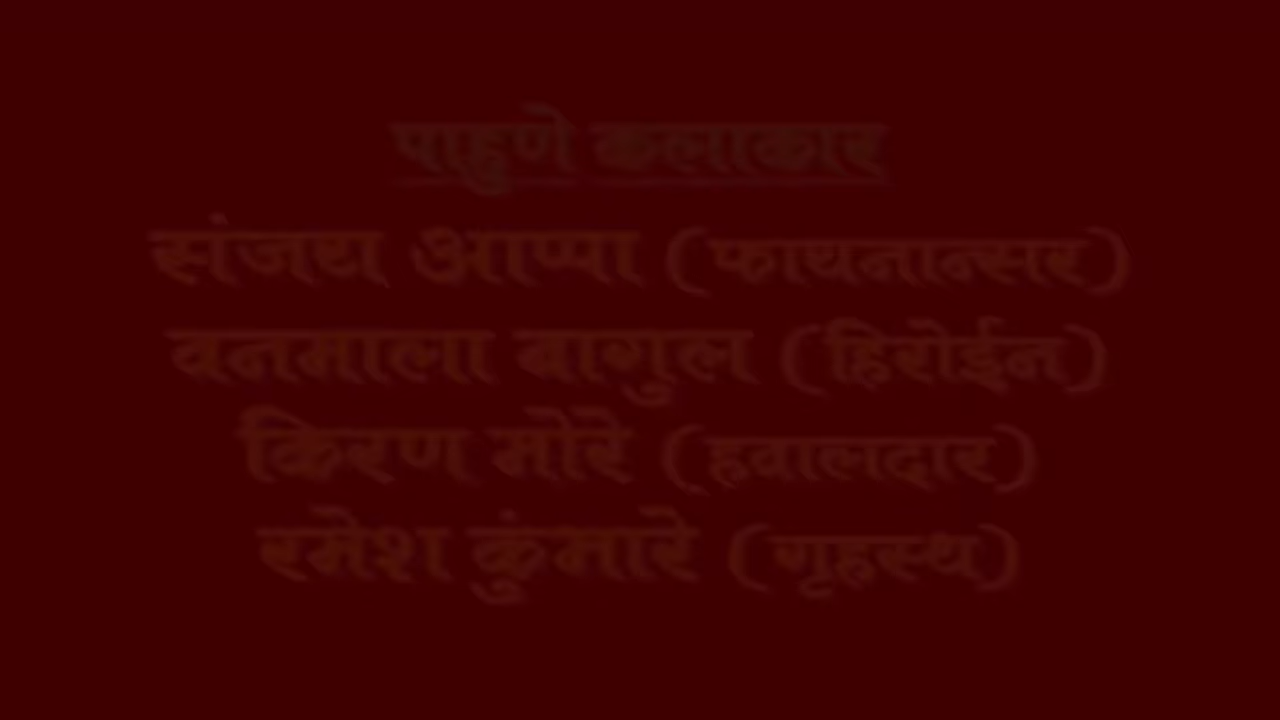 पाहुणे कलाकार
संजय आप्पा (फायनान्सर)
वनमाला बागुल (हिरोईन)
किरण मोरे (हवालदार)
रमेश कुंमारे (गृहस्थ)